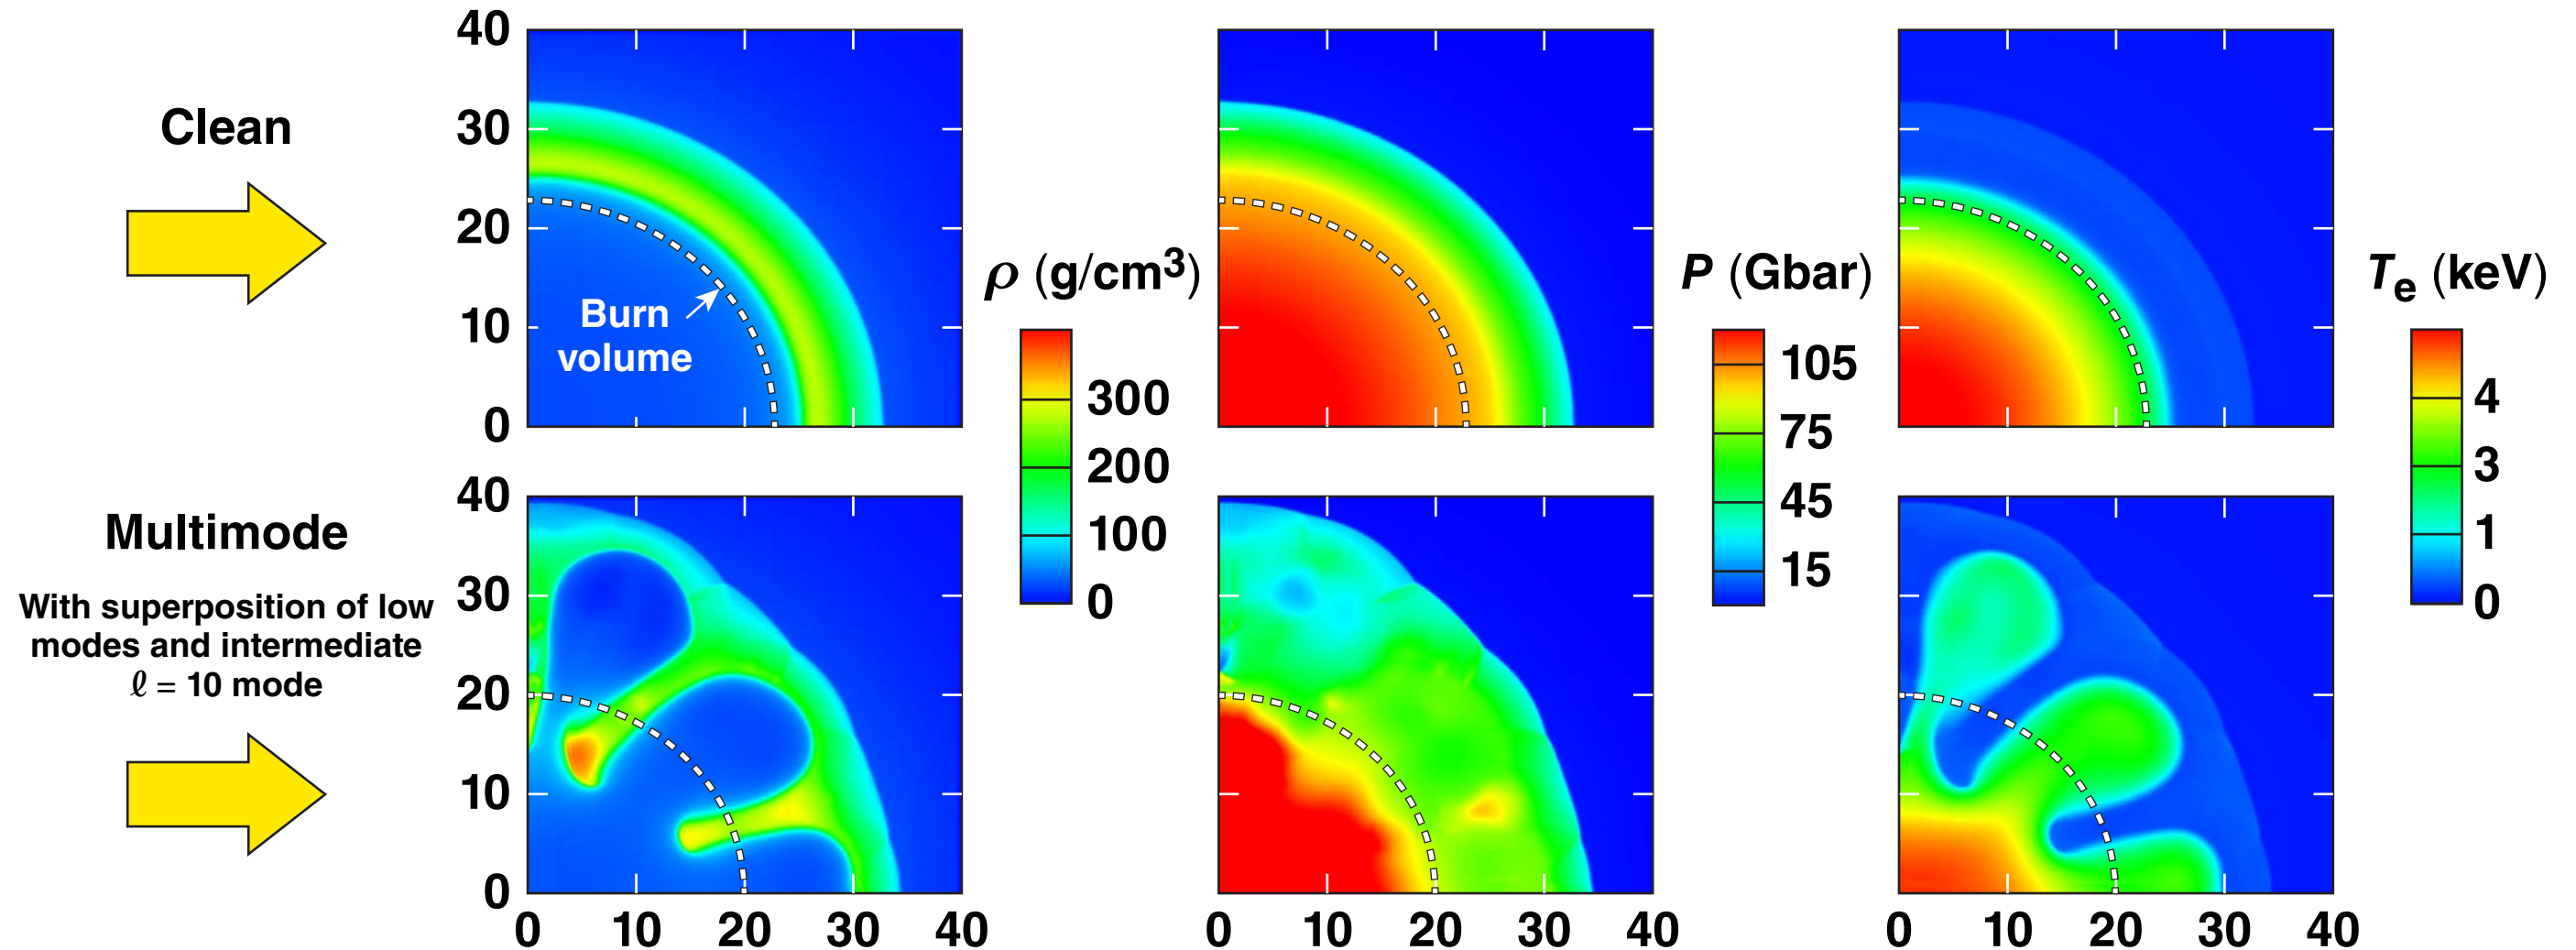 Clean
40
30
20
10
0
Burn
volume
ρ (g/cm³)
300
200
100
0
P (Gbar)
105
75
45
15
Te (keV)
4
3
1
0
Multimode
With superposition of low
modes and intermediate
ℓ = 10 mode
40
30
20
10
0
0 10 20 30 40
0 10 20 30 40
0 10 20 30 40